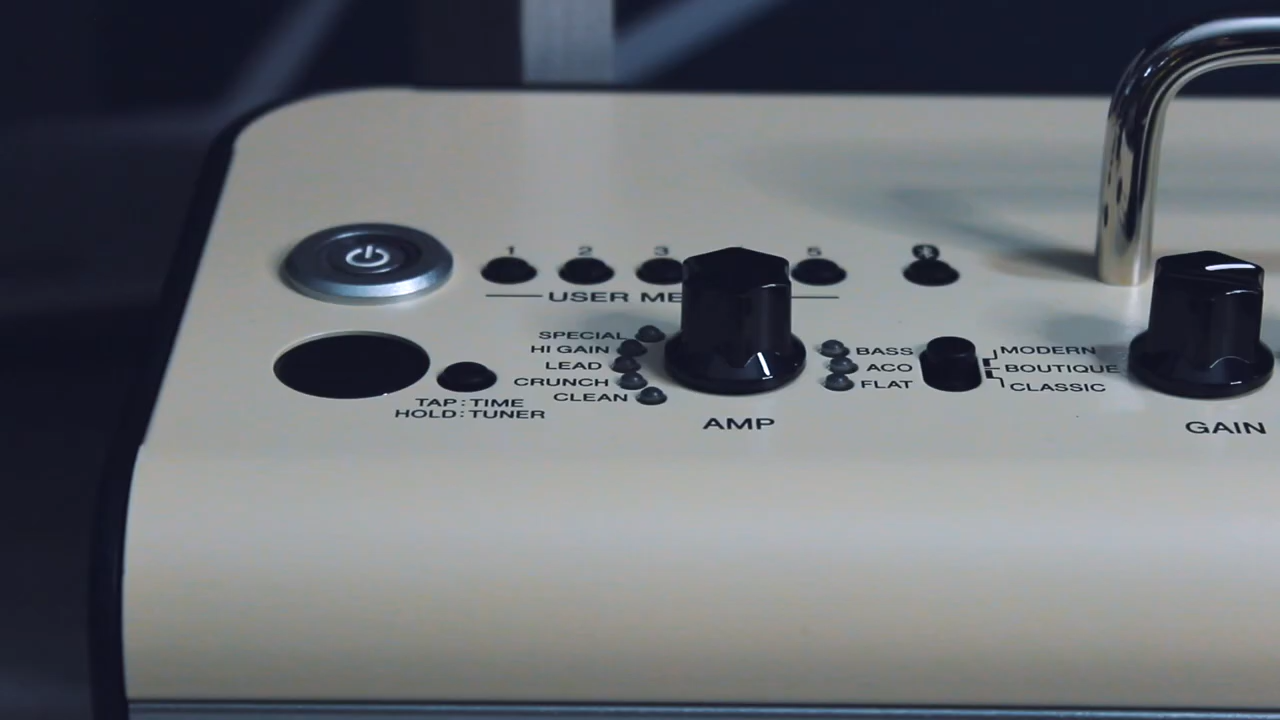 1 2 3 5
USER ME
SPECIAL
HI GAIN
LEAD
CRUNCH
CLEAN
BASS
ACO
FLAT
MODERN
BOUTIQUE
CLASSIC
TAP:TIME
HOLD:TUNER
AMP
GAIN